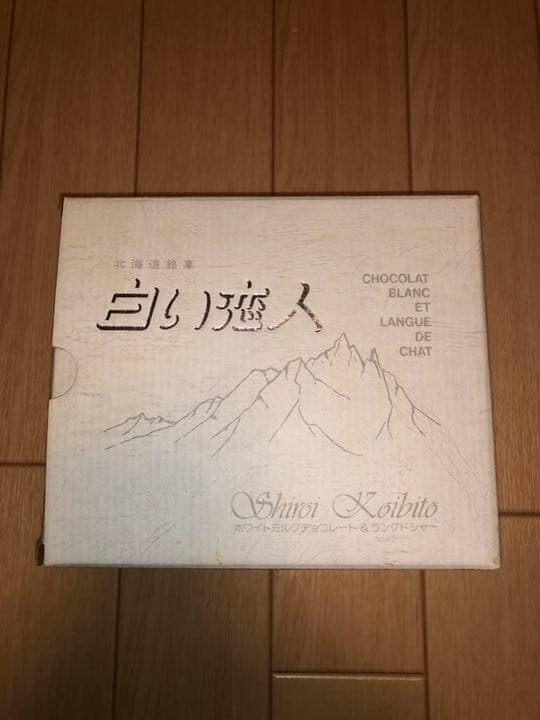 北海道銘菓
白い恋人
CHOCOLAT
BLANC
ET
LANGUE
DE
CHAT
Shiroi Koibito
ホワイトミルクチョコレート&ラングドシャー